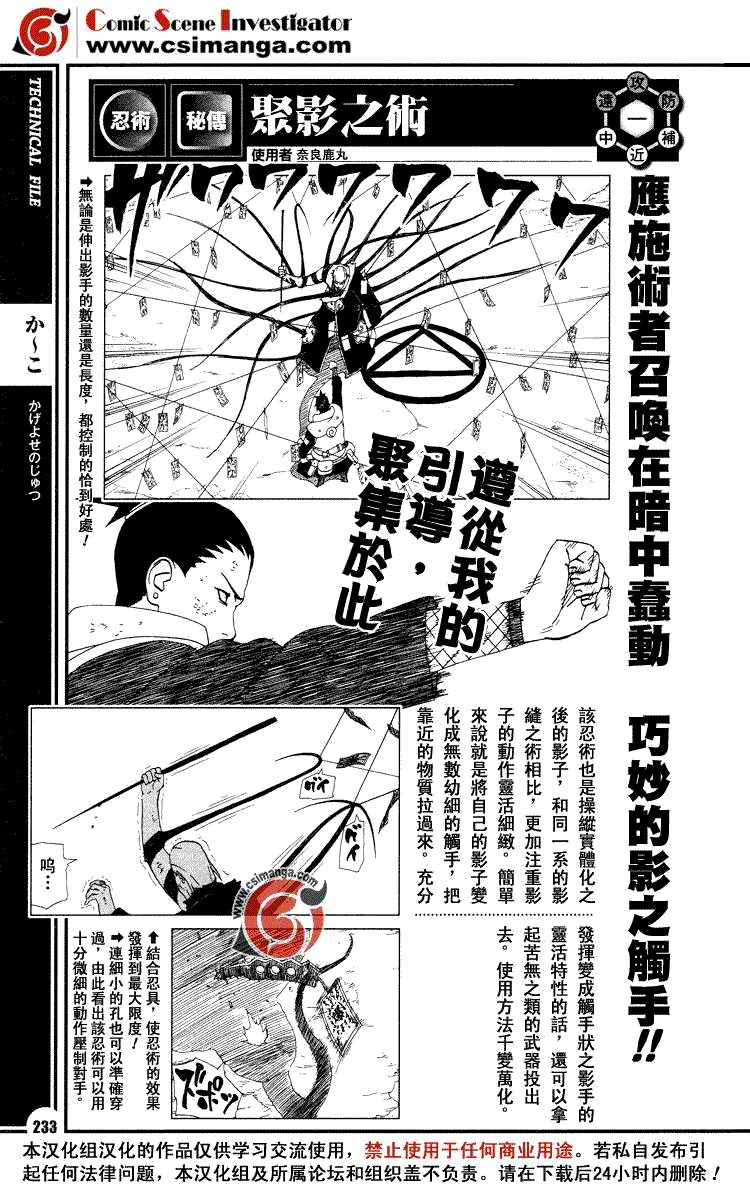 Comic Scene Investigator
www.csimanga.com
TECHNICAL FILE
か〜こ
かげよせのじゅつ
忍術
秘傳
聚影之術
使用者 奈良鹿丸
攻
防
補
近
中
遠
一
應施術者召喚在暗中蠢動 巧妙的影之觸手!!
ザワワワワワ
➡無論是伸出影手的數量還是長度，都控制的恰到好處！
遵從我的
引導，
聚集於此
該忍術也是操縱實體化之
後的影子，和同一系的影
縫之術相比，更加注重影
子的動作靈活細緻。簡單
來說就是將自己的影子變
化成無數幼細的觸手，把
靠近的物質拉過來。充分
發揮變成觸手狀之影手的
靈活特性的話，還可以拿
起苦無之類的武器投出
去。使用方法千變萬化。
グイ
グイ
呜…
www.csimanga.com
⬆結合忍具，使忍術的效果
發揮到最大限度！
➡連細小的孔也可以準確穿
過，由此看出該忍術可以用
十分微細的動作壓制對手。
ズボッ
233
本汉化组汉化的作品仅供学习交流使用，禁止使用于任何商业用途。若私自发布引
起任何法律问题，本汉化组及所属论坛和组织盖不负责。请在下载后24小时内删除！